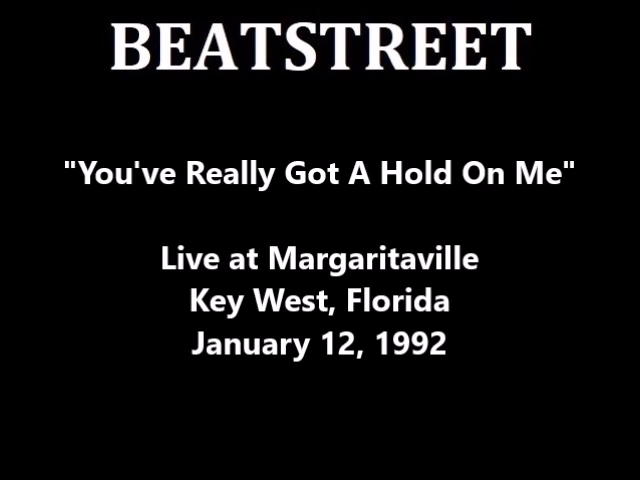 BEATSTREET
"You've Really Got A Hold On Me"
Live at Margaritaville
Key West, Florida
January 12, 1992